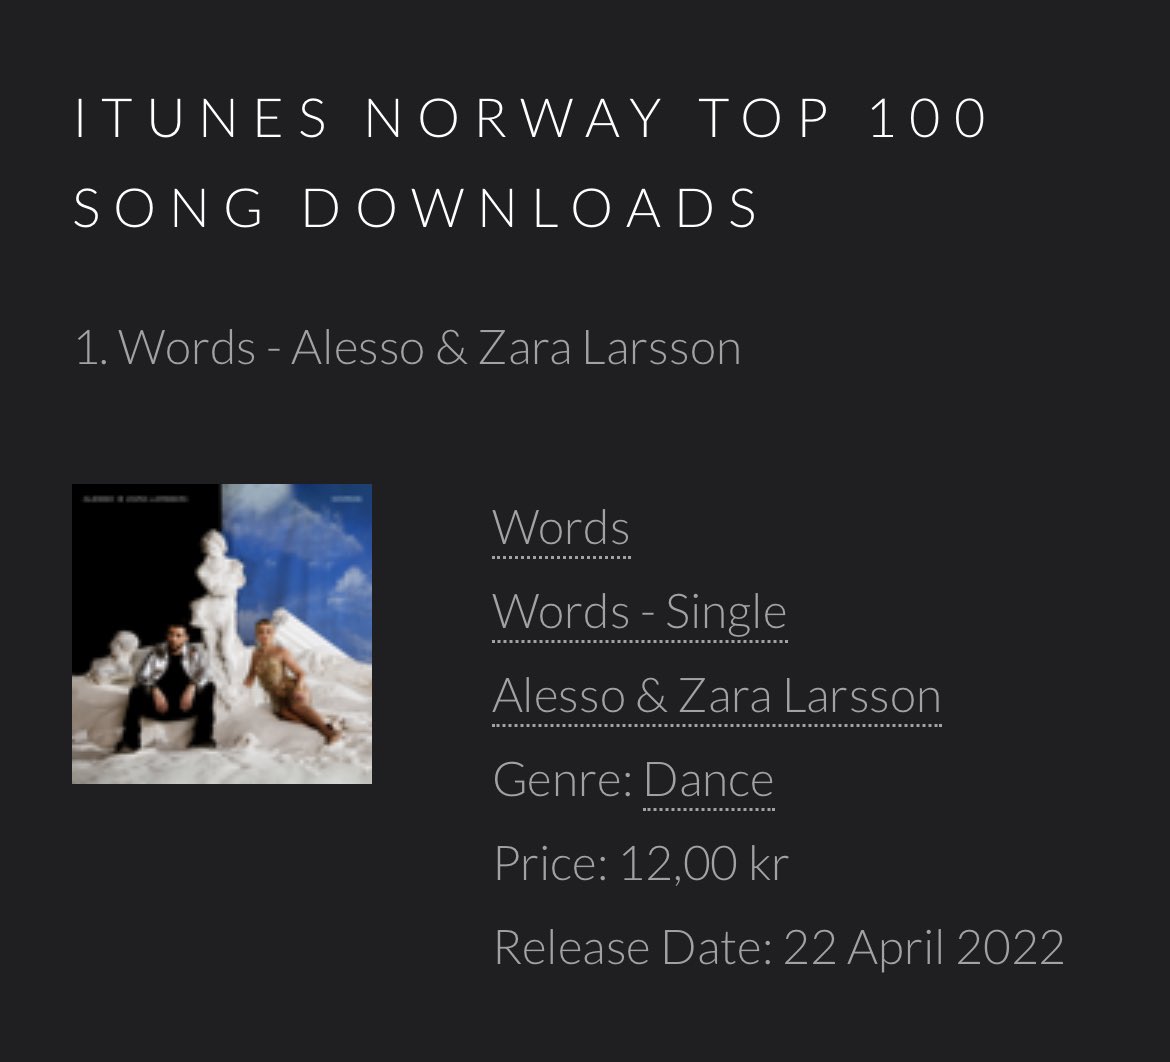 ITUNES NORWAY TOP 100
SONG DOWNLOADS
1. Words - Alesso & Zara Larsson
Words
Words - Single
Alesso & Zara Larsson
Genre: Dance
Price: 12,00 kr
Release Date: 22 April 2022